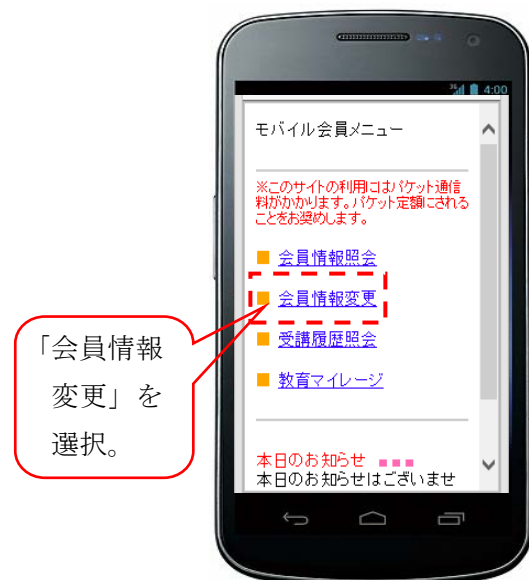 3G 4:00
モバイル会員メニュー
※このサイトの利用にはパケット通信
料がかかります。パケット定額にされる
ことをお奨めします。
会員情報照会
会員情報変更
受講履歴照会
教育マイレージ
本日のお知らせ
本日のお知らせはございませ
「会員情報
変更」を
選択。